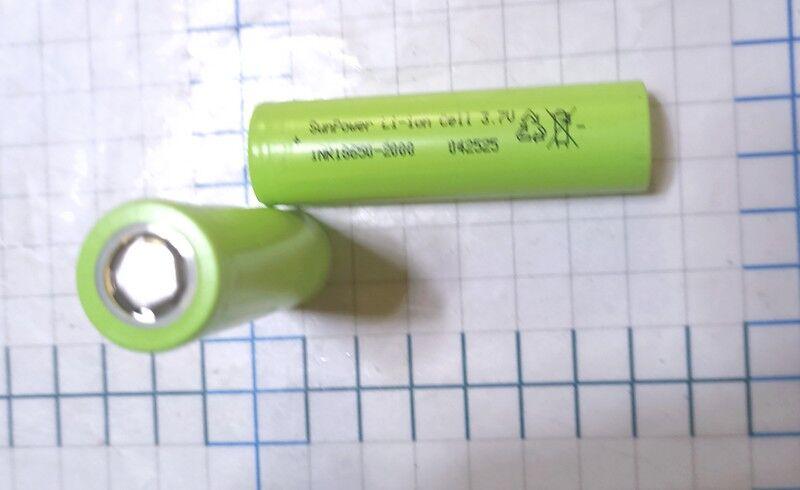 SunPower Li-ion Cell 3.7V
INR18650-2000 042525